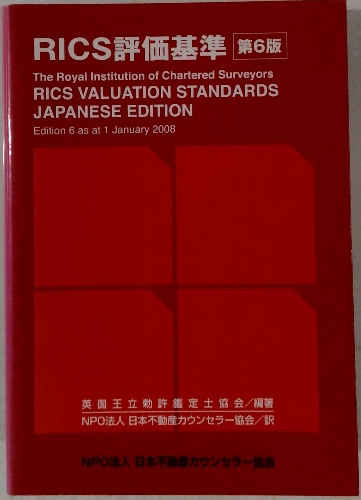 RICS評価基準 第6版
The Royal Institution of Chartered Surveyors
RICS VALUATION STANDARDS
JAPANESE EDITION
Edition 6 as at 1 January 2008
英国王立勅許鑑定士協会/編著
NPO法人 日本不動産カウンセラー協会/訳
NPO法人 日本不動産カウンセラー協会